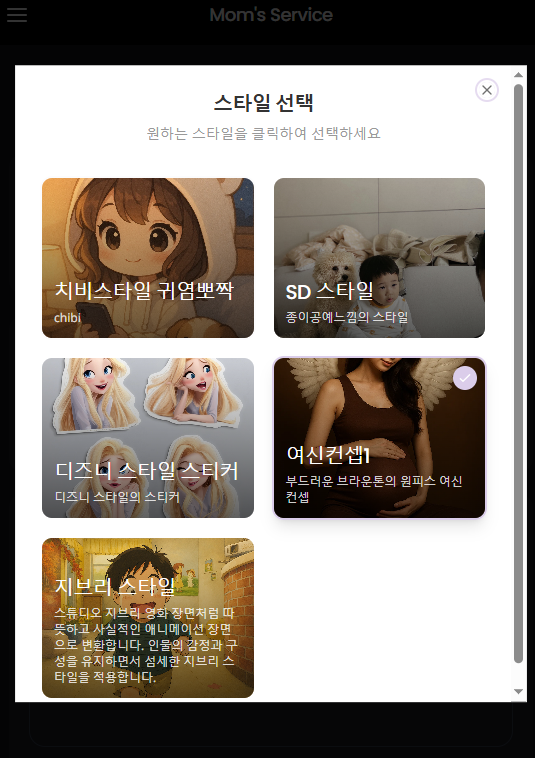 Mom's Service
스타일 선택
원하는 스타일을 클릭하여 선택하세요
치비스타일 귀염뽀짝
chibi
SD 스타일
종이공예느낌의 스타일
디즈니 스타일 스티커
디즈니 스타일의 스티커
여신컨셉1
부드러운 브라운톤의 원피스 여신
컨셉
지브리 스타일
스튜디오 지브리 영화 장면처럼 따
뜻하고 사실적인 애니메이션 장면
으로 변환합니다. 인물의 감정과 구
성을 유지하면서 섬세한 지브리 스
타일을 적용합니다.